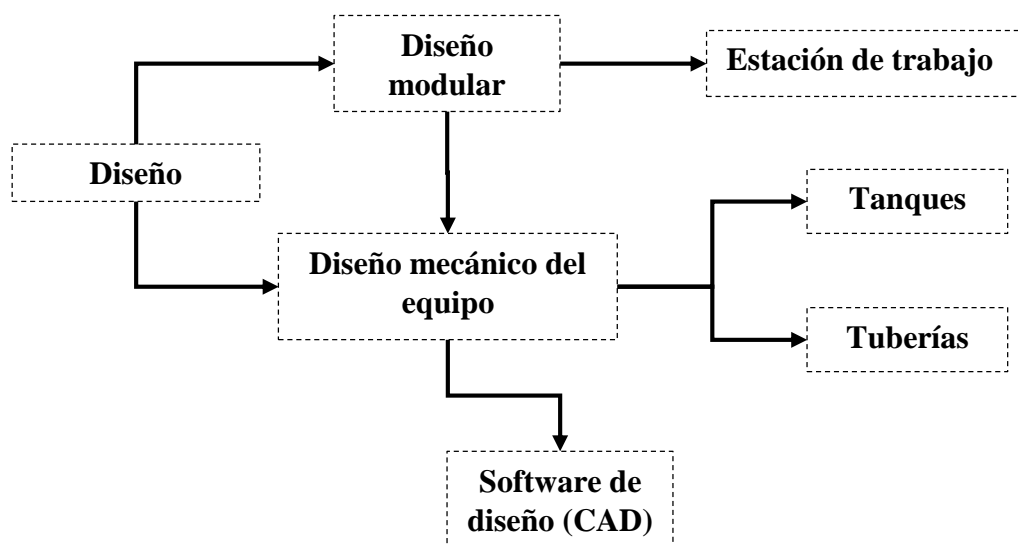 Diseño
modular
Estación de trabajo
Diseño
Tanques
Diseño mecánico del
equipo
Tuberías
Software de
diseño (CAD)